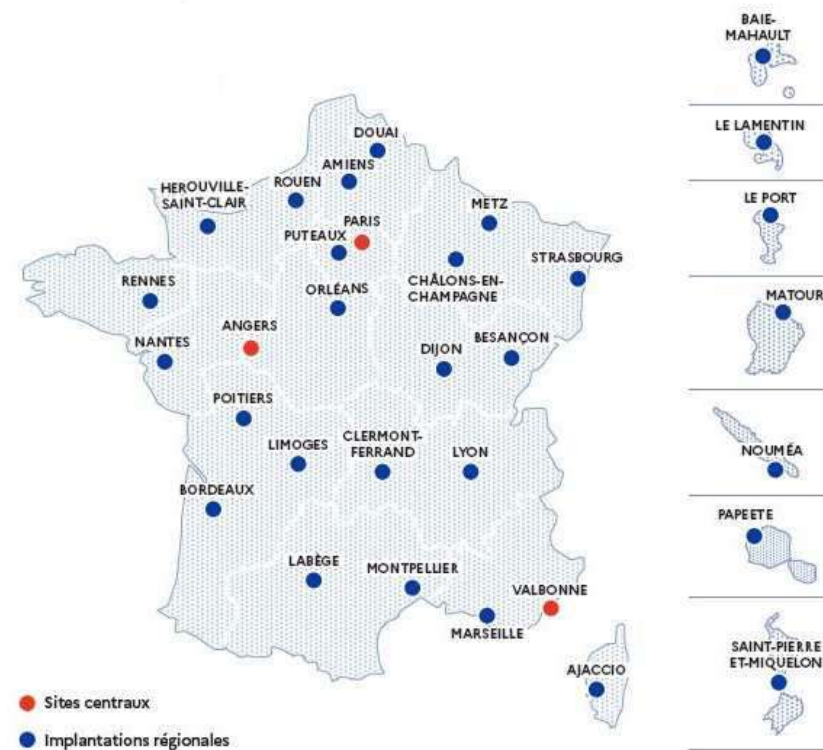 DOUAI
AMIENS
HEROUVILLE-
SAINT-CLAIR
ROUEN
METZ
PARIS
PUTEAUX
STRASBOURG
CHÂLONS-EN-
CHAMPAGNE
RENNES
ORLÉANS
ANGERS
NANTES
DIJON
BESANÇON
POITIERS
LIMOGES
CLERMONT-
FERRAND
LYON
BORDEAUX
LABÈGE
MONTPELLIER
VALBONNE
MARSEILLE
AJACCIO
Sites centraux
Implantations régionales
BAIE-
MAHAULT
LE LAMENTIN
LE PORT
MATOUR
NOUMÉA
PAPEETE
SAINT-PIERRE
ET-MIQUELON